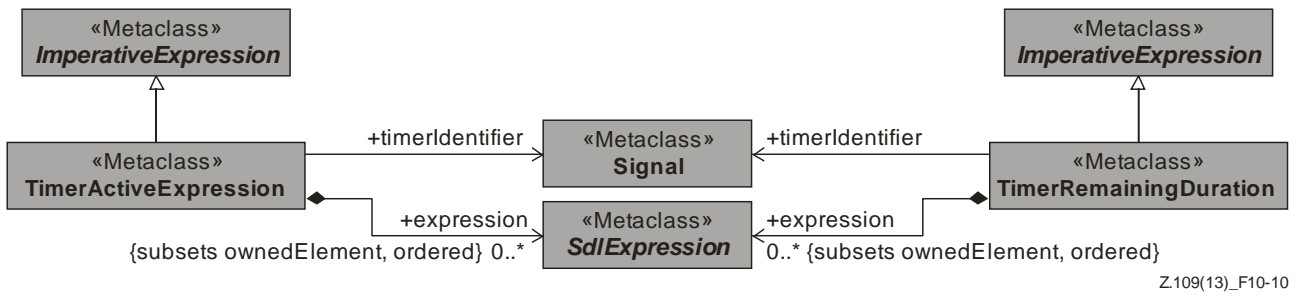 «Metaclass»
ImperativeExpression
«Metaclass»
ImperativeExpression
«Metaclass»
TimerActiveExpression
+timerIdentifier
«Metaclass»
Signal
+timerIdentifier
«Metaclass»
TimerRemainingDuration
+expression
{subsets ownedElement, ordered} 0..*
«Metaclass»
SdlExpression
+expression
0..* {subsets ownedElement, ordered}
Z.109(13)_F10-10